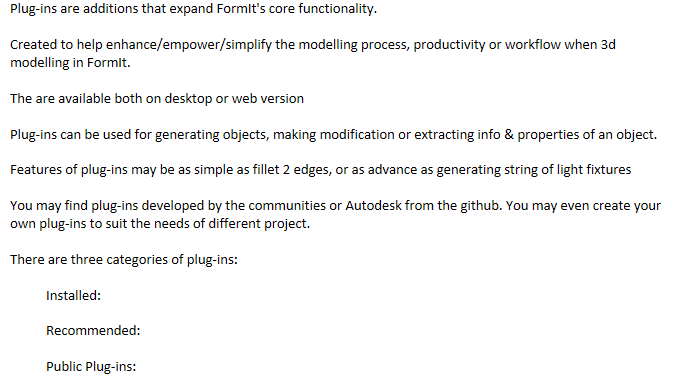 Plug-ins are additions that expand FormIt's core functionality.
Created to help enhance/empower/simplify the modelling process, productivity or workflow when 3d
modelling in FormIt.
The are available both on desktop or web version
Plug-ins can be used for generating objects, making modification or extracting info & properties of an object.
Features of plug-ins may be as simple as fillet 2 edges, or as advance as generating string of light fixtures
You may find plug-ins developed by the communities or Autodesk from the github. You may even create your
own plug-ins to suit the needs of different project.
There are three categories of plug-ins:
Installed:
Recommended:
Public Plug-ins: